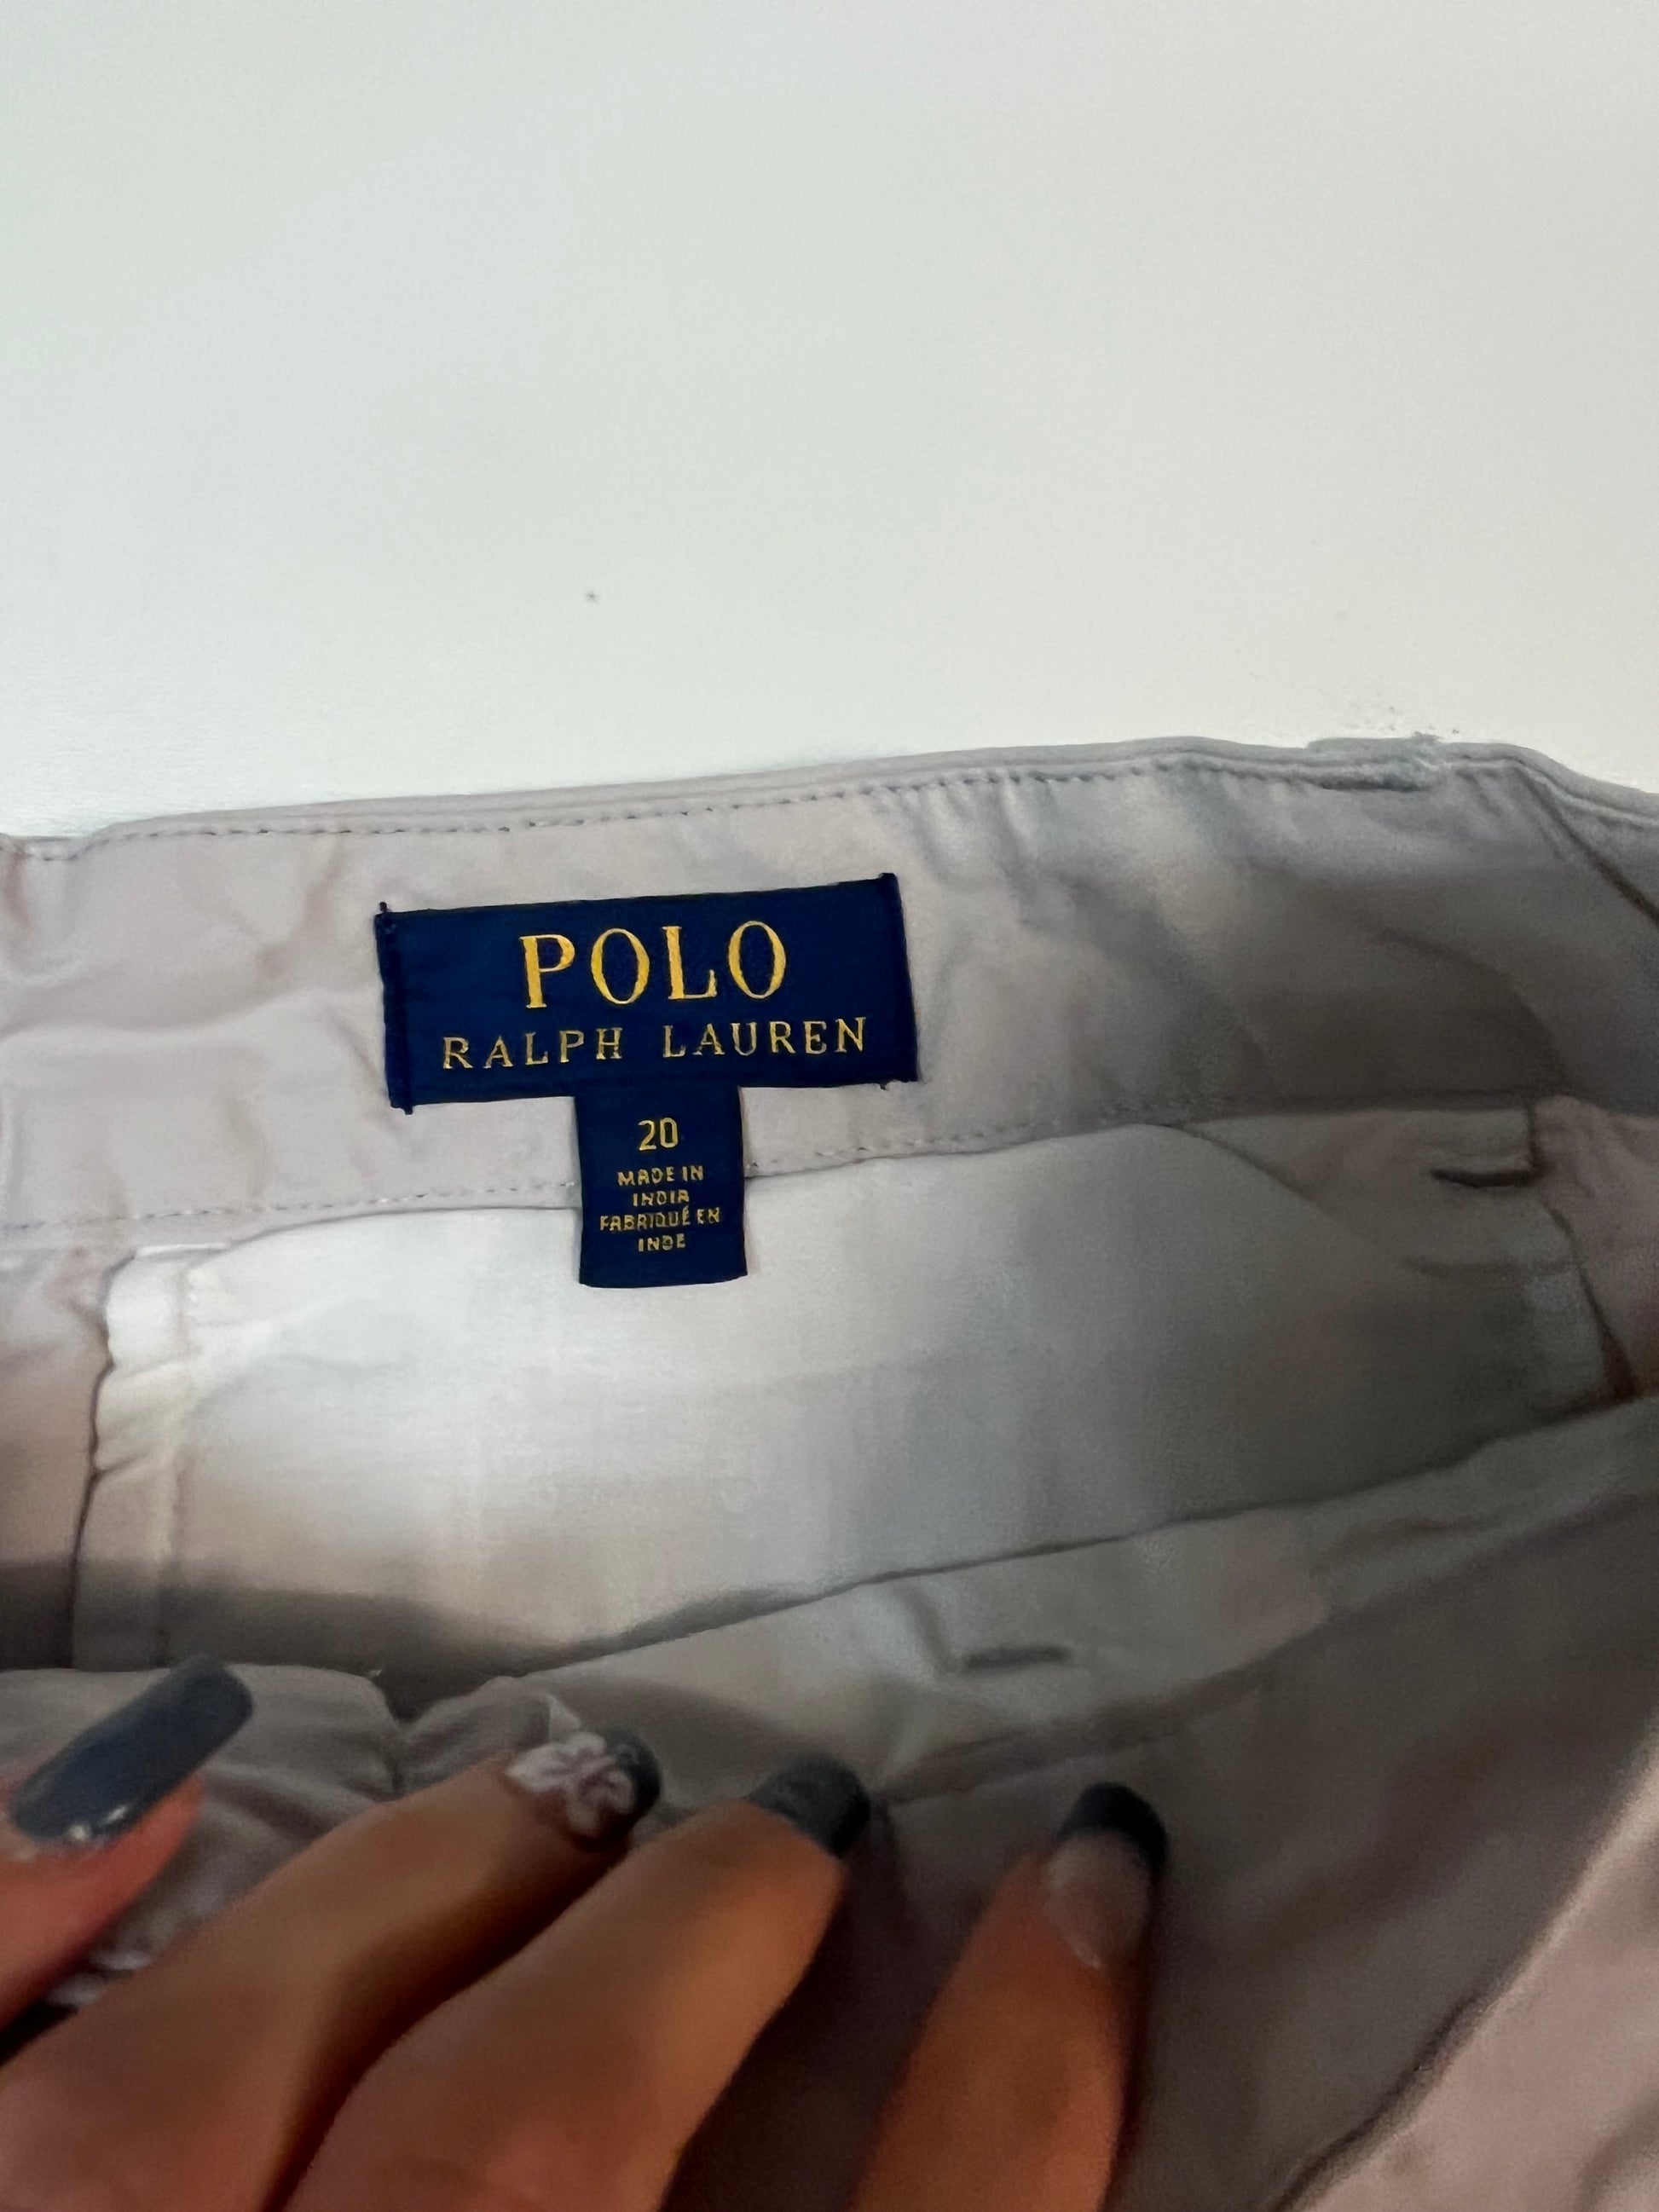 POLO
RALPH LAUREN
20
MADE IN
INDIA
FABRIQUÉ EN
INDE